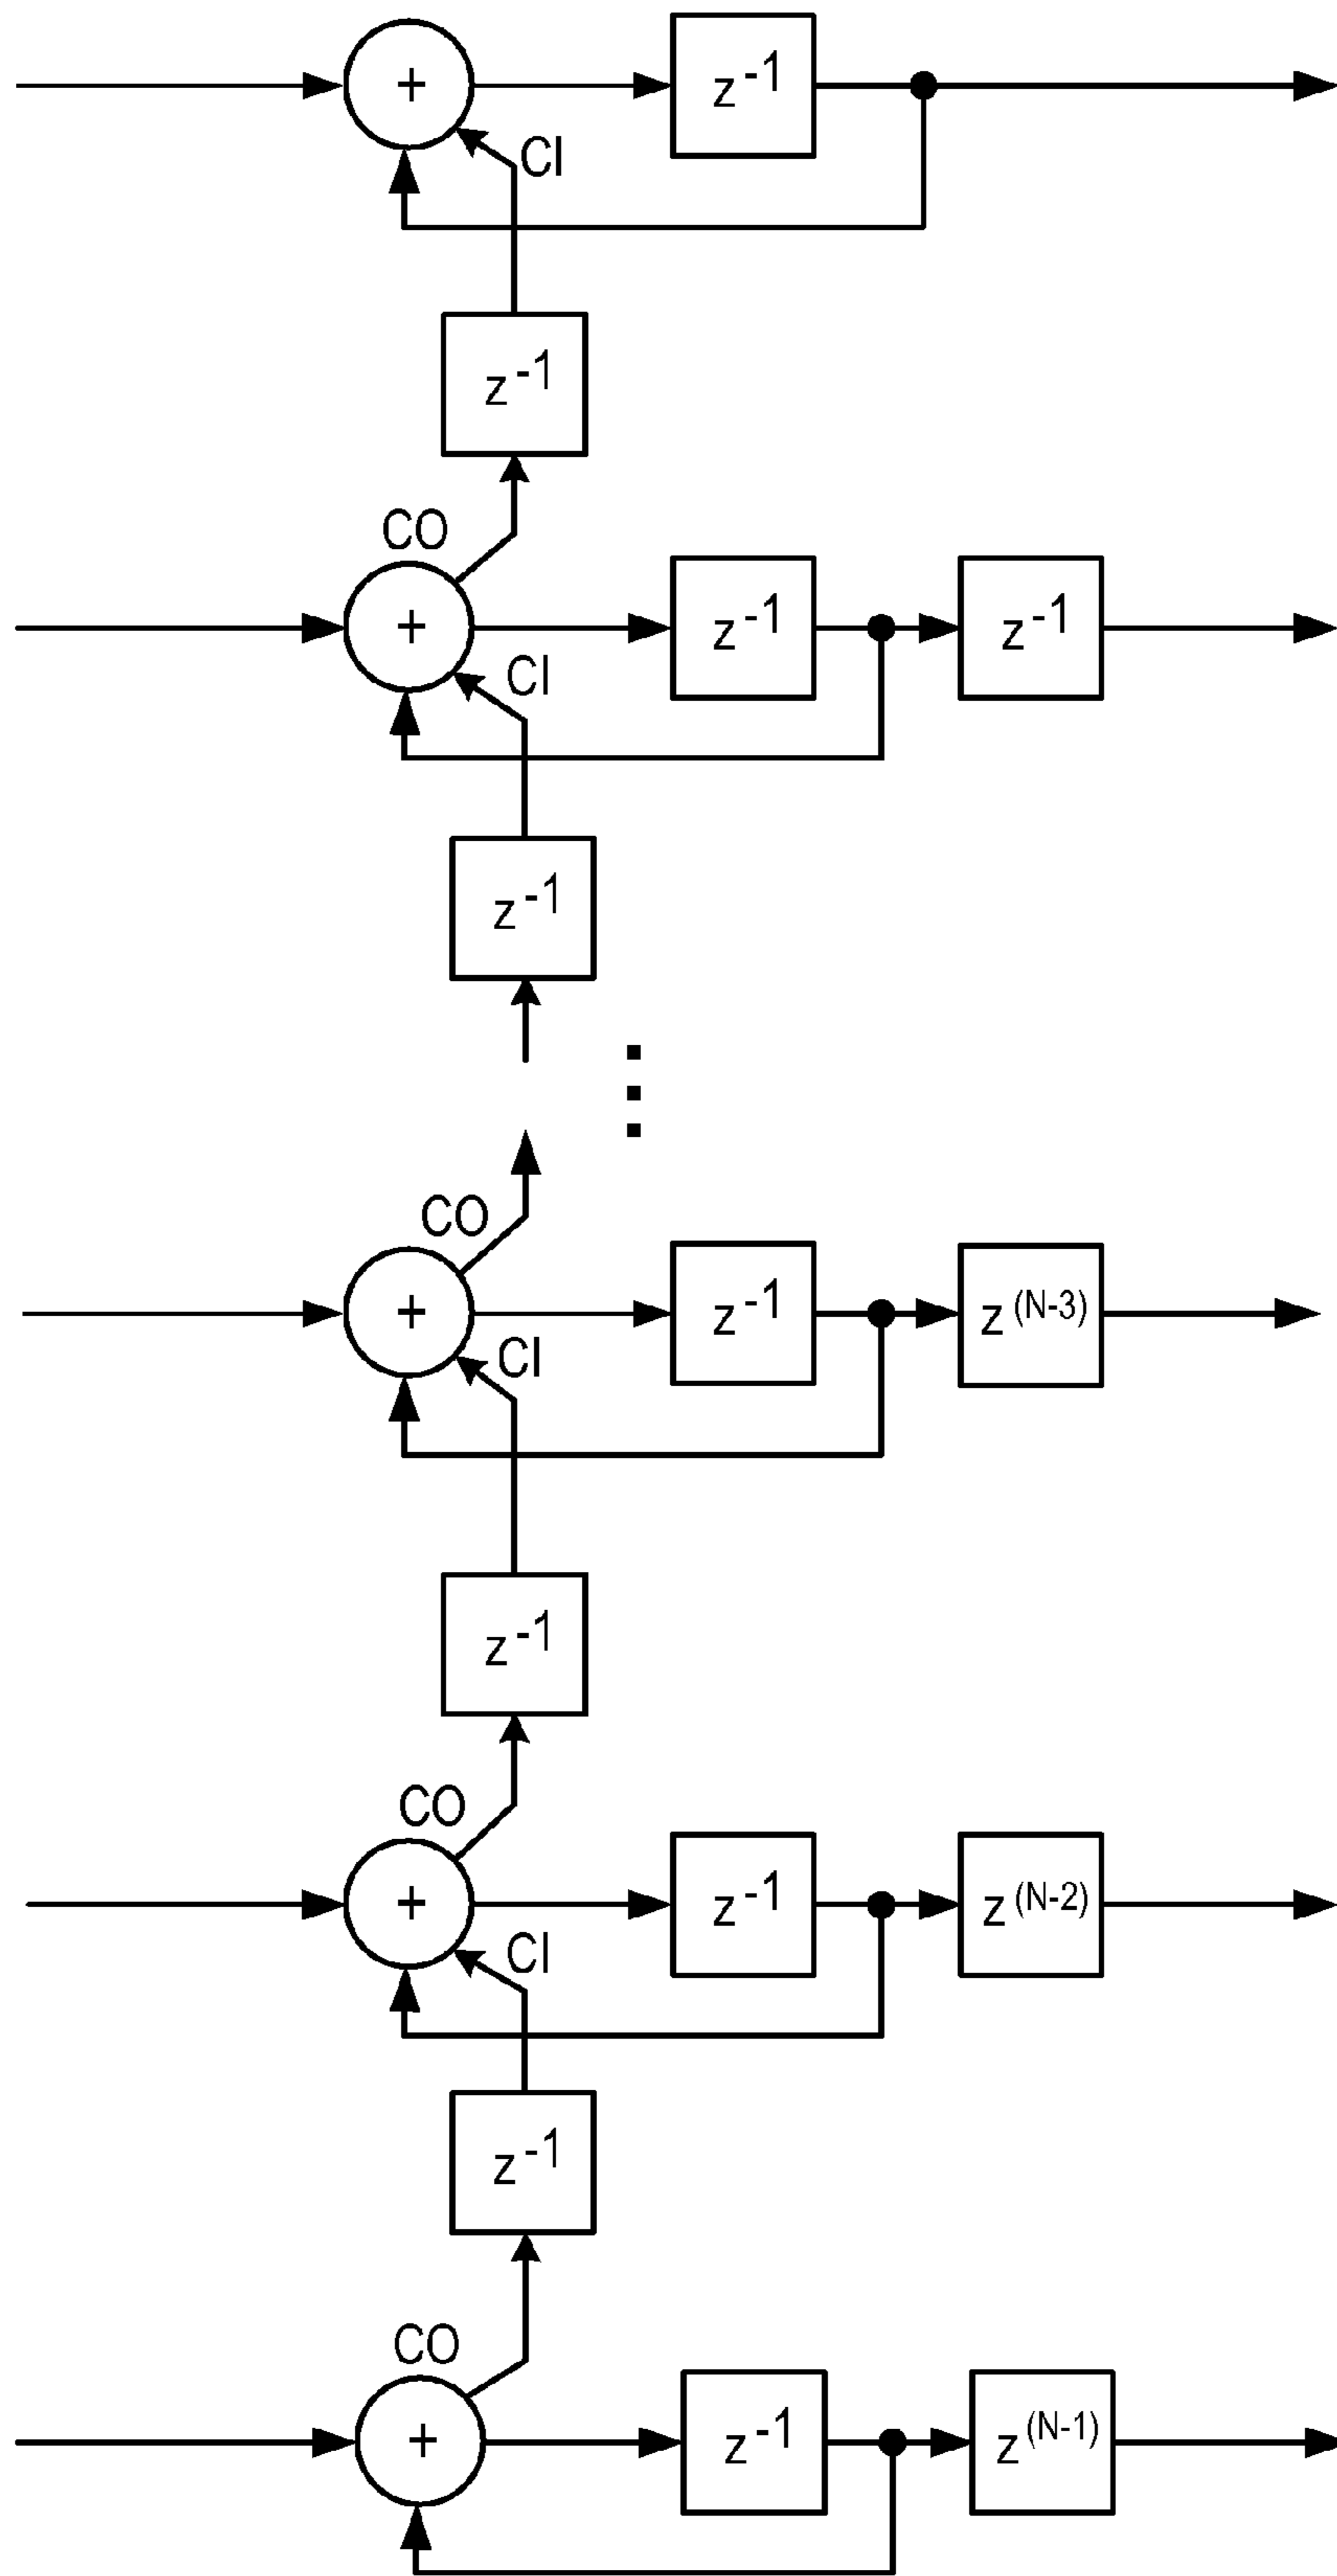 + z⁻¹
CI
z⁻¹
CO
+ z⁻¹ z⁻¹
CI
z⁻¹
CO
+ z⁻¹ z⁽ᴺ⁻³⁾
CI
z⁻¹
CO
+ z⁻¹ z⁽ᴺ⁻²⁾
CI
z⁻¹
CO
+ z⁻¹ z⁽ᴺ⁻¹⁾